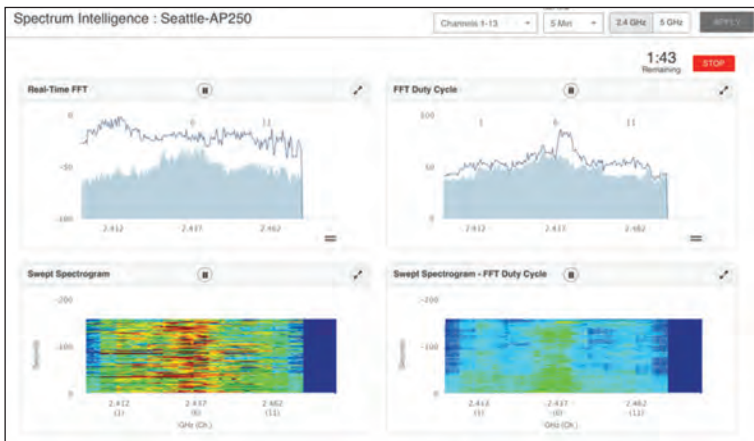 Spectrum Intelligence : Seattle-AP250
Channels 1-13
5 Min
2.4 GHz
5 GHz
APPLY
1:43
Remaining
STOP
Real-Time FFT
0
6
11
-50
-100
2.412
2.437
2.462
FFT Duty Cycle
100
1
6
11
50
0
2.412
2.437
2.462
Swept Spectrogram
-200
-100
0
Seconds
2.412
2.437
2.462
(1)
(6)
(11)
GHz (Ch.)
Swept Spectrogram - FFT Duty Cycle
-200
-100
0
Seconds
2.412
2.437
2.462
(1)
(6)
(11)
GHz (Ch.)